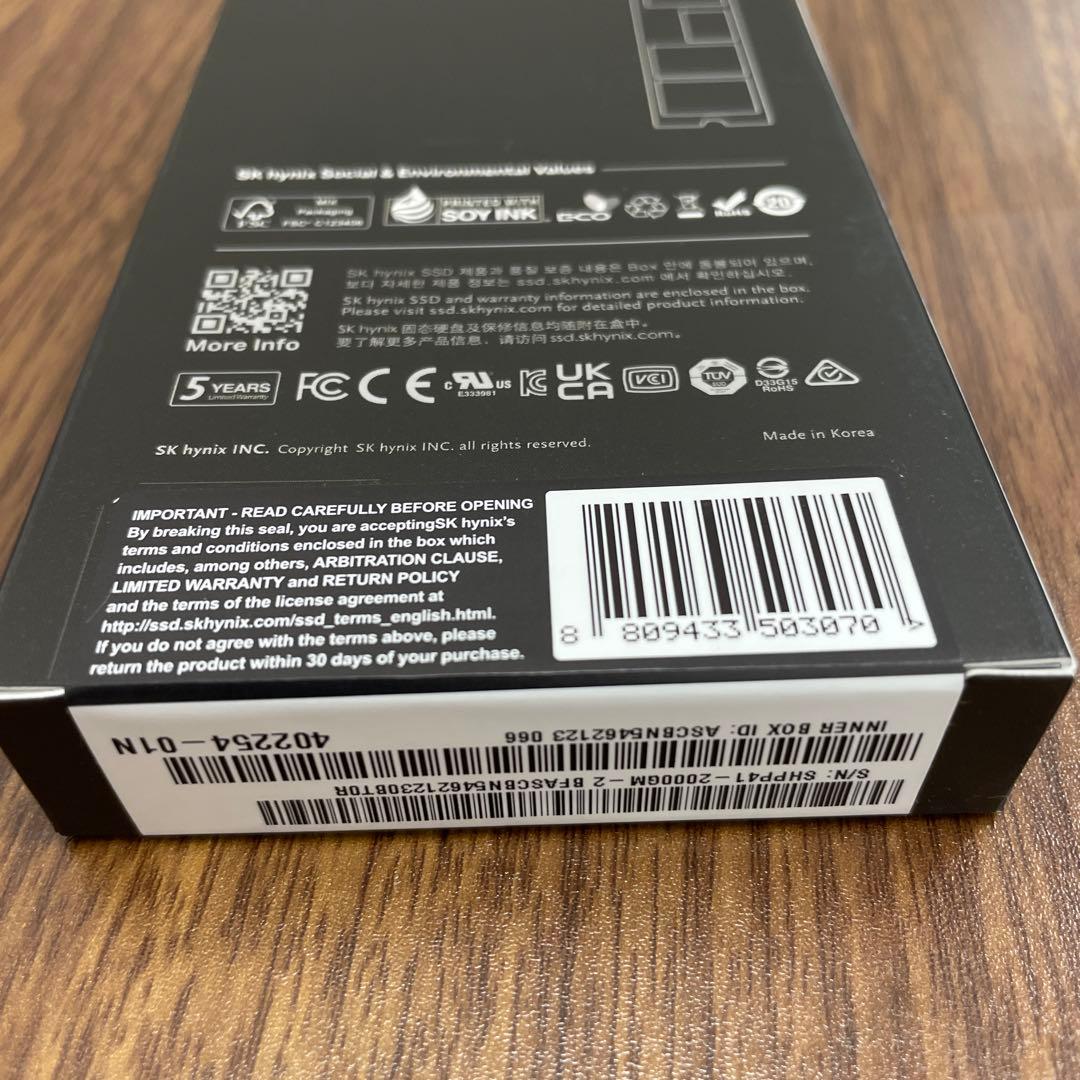 SK hynix Social & Environmental Values
FSC
MIX
Packaging
FSC® C123456
PRINTED WITH
SOY INK
ECO
RoHS
20
SK hynix SSD 제품과 품질 보증 내용은 Box 안에 동봉되어 있으며,
보다 자세한 제품 정보는 ssd.skhynix.com 에서 확인하십시오.
SK hynix SSD and warranty information are enclosed in the box.
Please visit ssd.skhynix.com for detailed product information.
SK hynix 固态硬盘及保修信息均随附在盒中。
要了解更多产品信息，请访问 ssd.skhynix.com。
More Info
5 YEARS
Limited Warranty
FC CE
c RU us
E333981
UK
CA
VCI
TUV
D33G15
RoHS
SK hynix INC. Copyright SK hynix INC. all rights reserved.
Made in Korea
IMPORTANT - READ CAREFULLY BEFORE OPENING
By breaking this seal, you are acceptingSK hynix's
terms and conditions enclosed in the box which
includes, among others, ARBITRATION CLAUSE,
LIMITED WARRANTY and RETURN POLICY
and the terms of the license agreement at
http://ssd.skhynix.com/ssd_terms_english.html.
If you do not agree with the terms above, please
return the product within 30 days of your purchase.
8 809433 503070 >
INNER BOX ID: ASCBN5462123 066
402254-01N
S/N: SHPP41-2000GM-2 BFASCBN5462123OBT0R